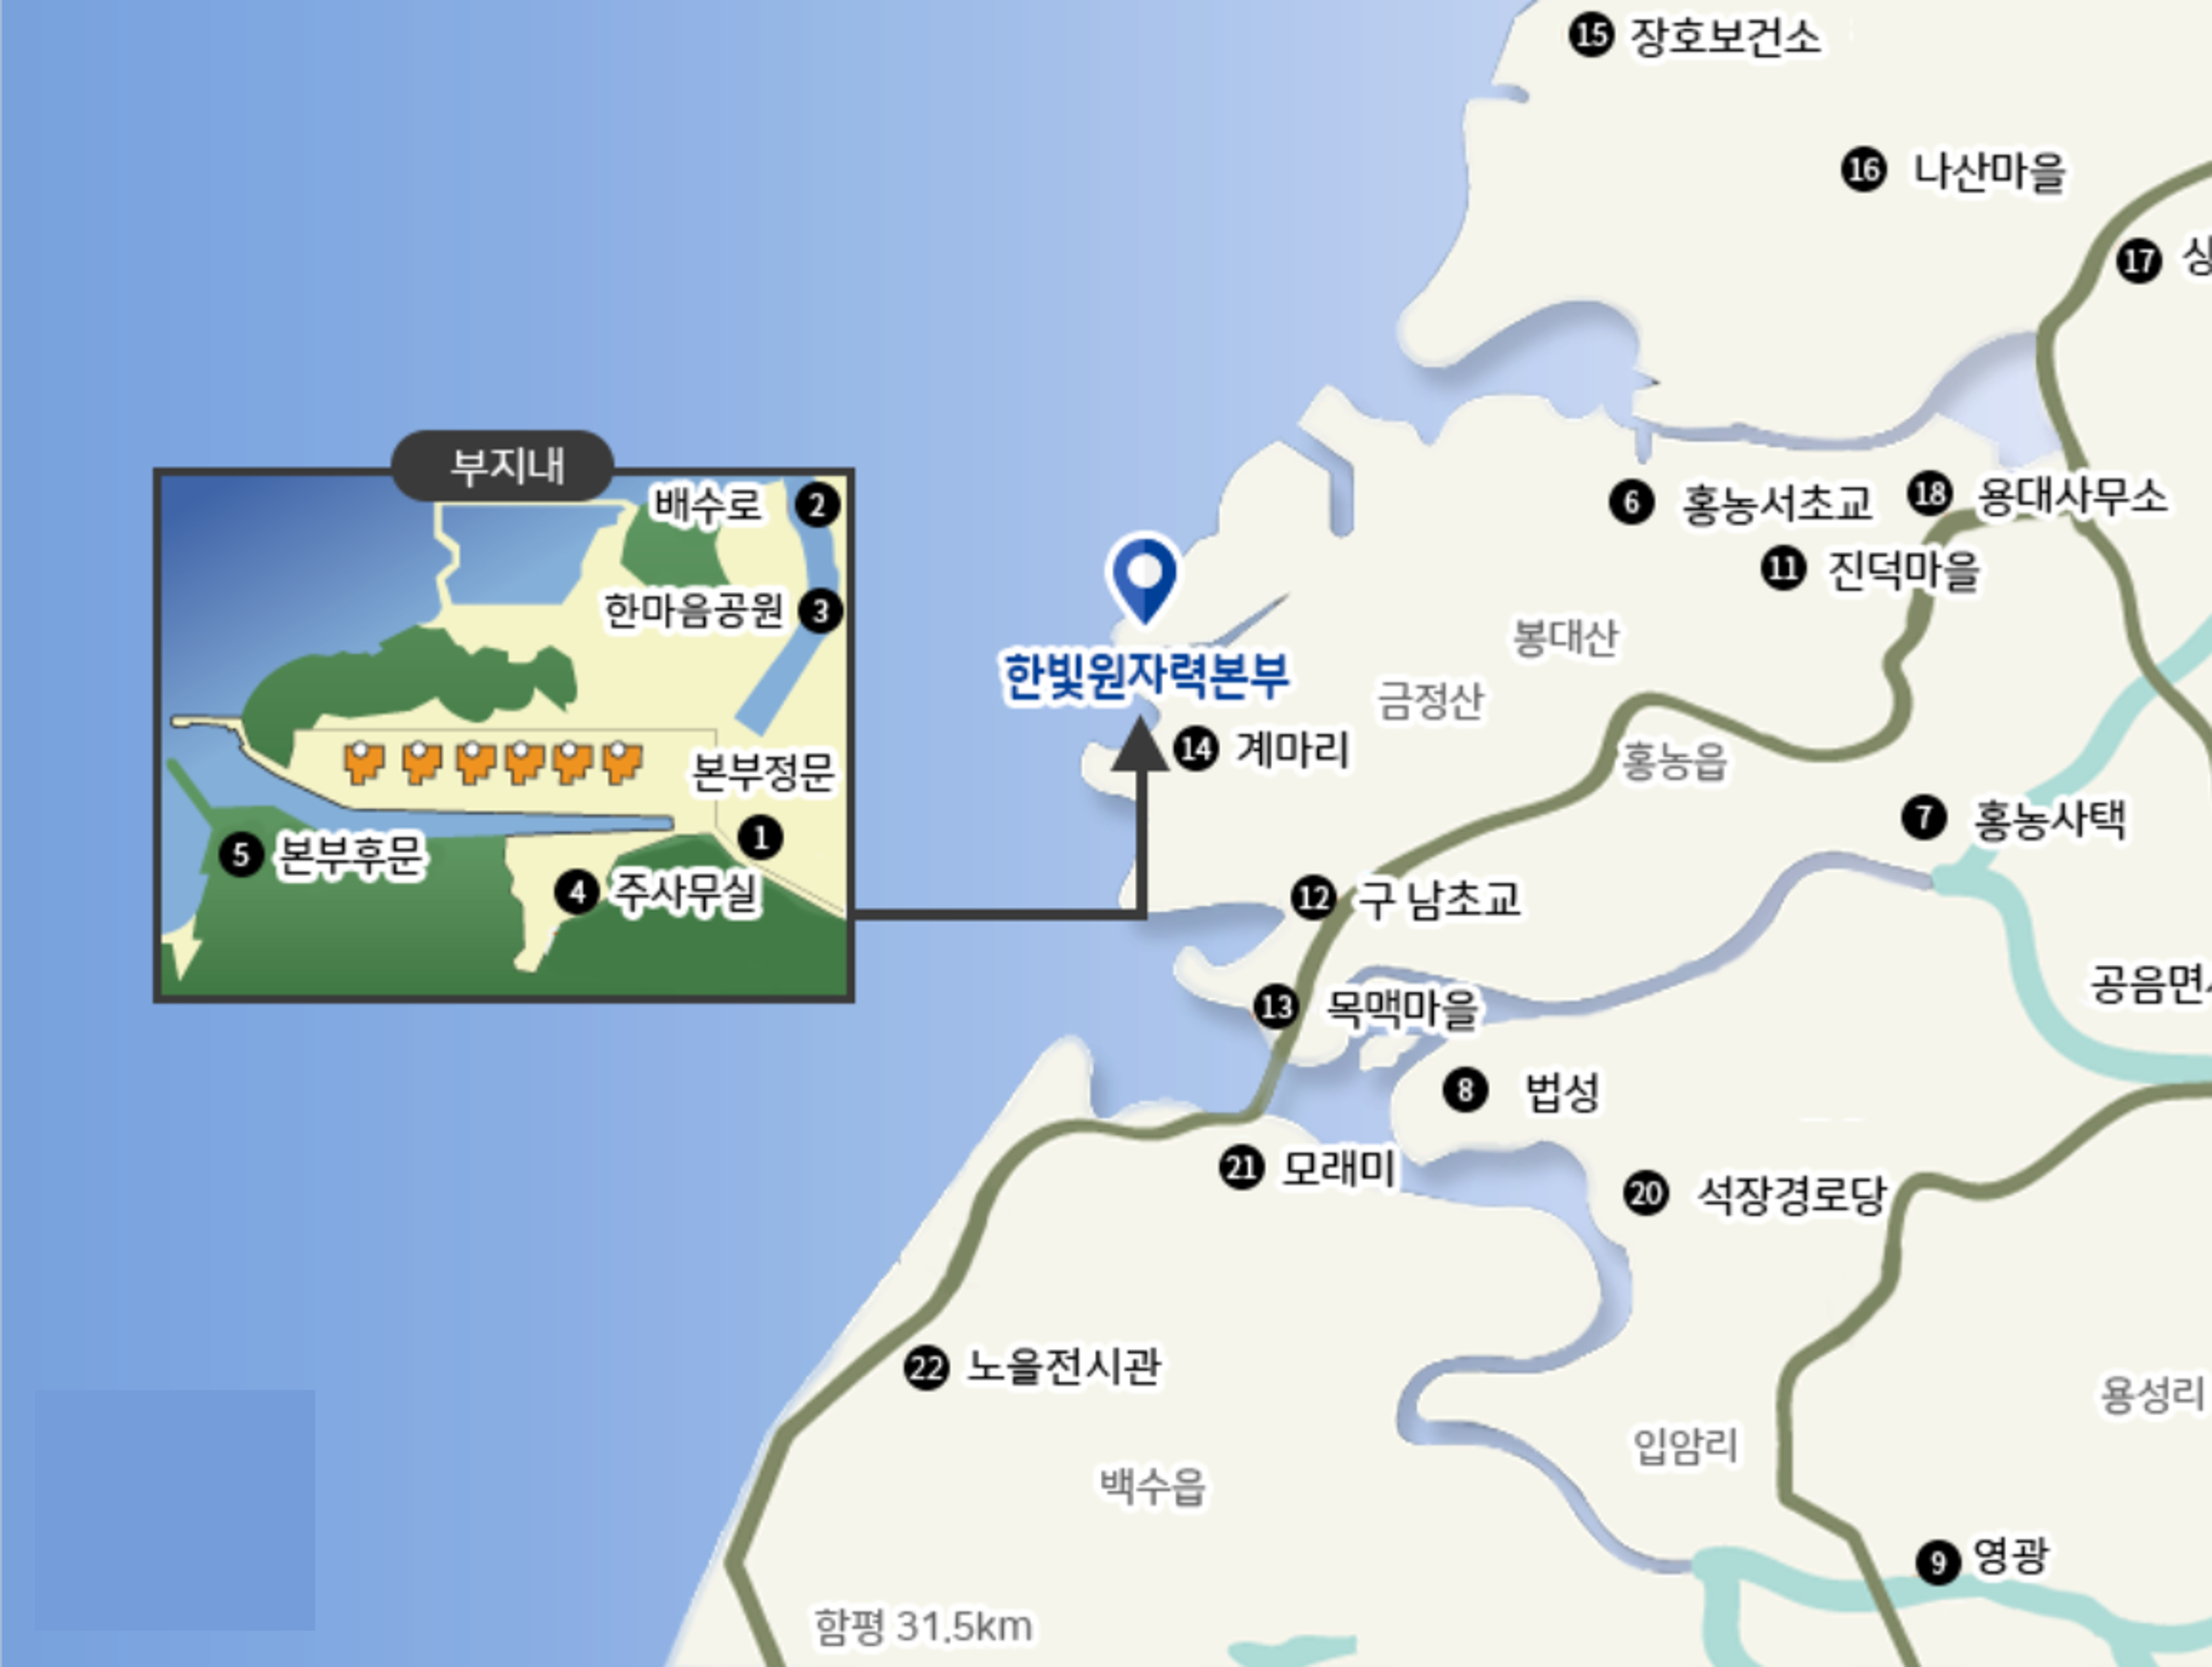 15 장호보건소
16 나산마을
17
부지내
배수로 2
한마음공원 3
본부정문
1
5 본부후문
4 주사무실
한빛원자력본부
6 홍농서초교
18 용대사무소
11 진덕마을
봉대산
금정산
14 계마리
홍농읍
7 홍농사택
12 구 남초교
공음면
13 목맥마을
8 법성
21 모래미
20 석장경로당
22 노을전시관
용성리
입암리
백수읍
9 영광
함평 31.5km